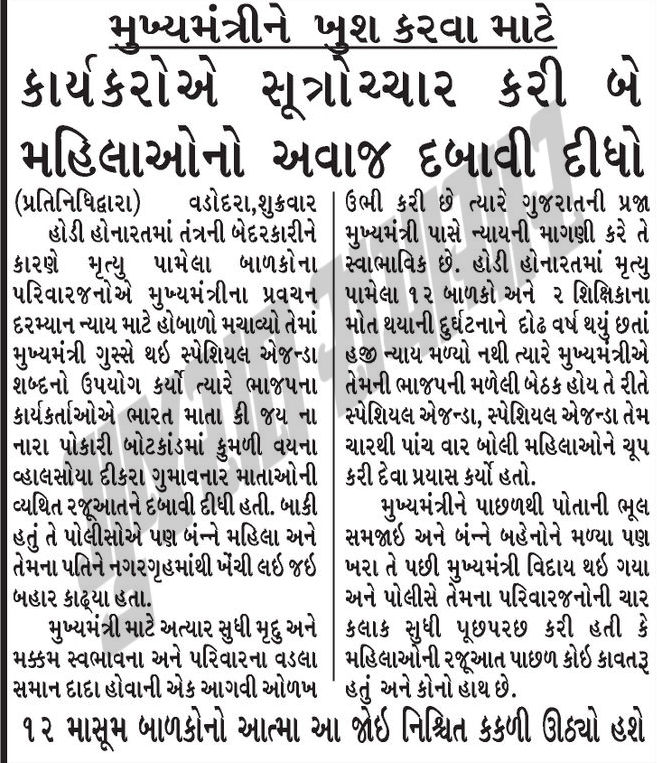 મુખ્યમંત્રીને ખુશ કરવા માટે
કાર્યકરોએ સૂત્રોચ્ચાર કરી બે
મહિલાઓનો અવાજ દબાવી દીધો
(પ્રતિનિધિદ્વારા) વડોદરા,શુક્રવાર
હોડી હોનારતમાં તંત્રની બેદરકારીને
કારણે મૃત્યુ પામેલા બાળકોના
પરિવારજનોએ મુખ્યમંત્રીના પ્રવચન
દરમ્યાન ન્યાય માટે હોબાળો મચાવ્યો તેમાં
મુખ્યમંત્રી ગુસ્સે થઇ સ્પેશિયલ એજન્ડા
શબ્દનો ઉપયોગ કર્યો ત્યારે ભાજપના
કાર્યકર્તાઓએ ભારત માતા કી જય ના
નારા પોકારી બોટકાંડમાં કુમળી વયના
વ્હાલસોયા દીકરા ગુમાવનાર માતાઓની
વ્યથિત રજૂઆતને દબાવી દીધી હતી. બાકી
હતું તે પોલીસોએ પણ બંન્ને મહિલા અને
તેમના પતિને નગરગૃહમાંથી ખેંચી લઇ જઇ
બહાર કાઢ્યા હતા.
મુખ્યમંત્રી માટે અત્યાર સુધી મૃદુ અને
મક્કમ સ્વભાવના અને પરિવારના વડલા
સમાન દાદા હોવાની એક આગવી ઓળખ
ઉભી કરી છે ત્યારે ગુજરાતની પ્રજા
મુખ્યમંત્રી પાસે ન્યાયની માગણી કરે તે
સ્વાભાવિક છે. હોડી હોનારતમાં મૃત્યુ
પામેલા ૧૨ બાળકો અને ૨ શિક્ષિકાના
મોત થયાની દુર્ઘટનાને દોઢ વર્ષ થયું છતાં
હજી ન્યાય મળ્યો નથી ત્યારે મુખ્યમંત્રીએ
તેમની ભાજપની મળેલી બેઠક હોય તે રીતે
સ્પેશિયલ એજન્ડા, સ્પેશિયલ એજન્ડા તેમ
ચારથી પાંચ વાર બોલી મહિલાઓને ચૂપ
કરી દેવા પ્રયાસ કર્યો હતો.
મુખ્યમંત્રીને પાછળથી પોતાની ભૂલ
સમજાઇ અને બંન્ને બહેનોને મળ્યા પણ
ખરા તે પછી મુખ્યમંત્રી વિદાય થઇ ગયા
અને પોલીસે તેમના પરિવારજનોની ચાર
કલાક સુધી પૂછપરછ કરી હતી કે
મહિલાઓની રજૂઆત પાછળ કોઇ કાવતરૂ
હતું અને કોનો હાથ છે.
૧૨ માસૂમ બાળકોનો આત્મા આ જોઇ નિશ્ચિત કકળી ઊઠ્યો હશે